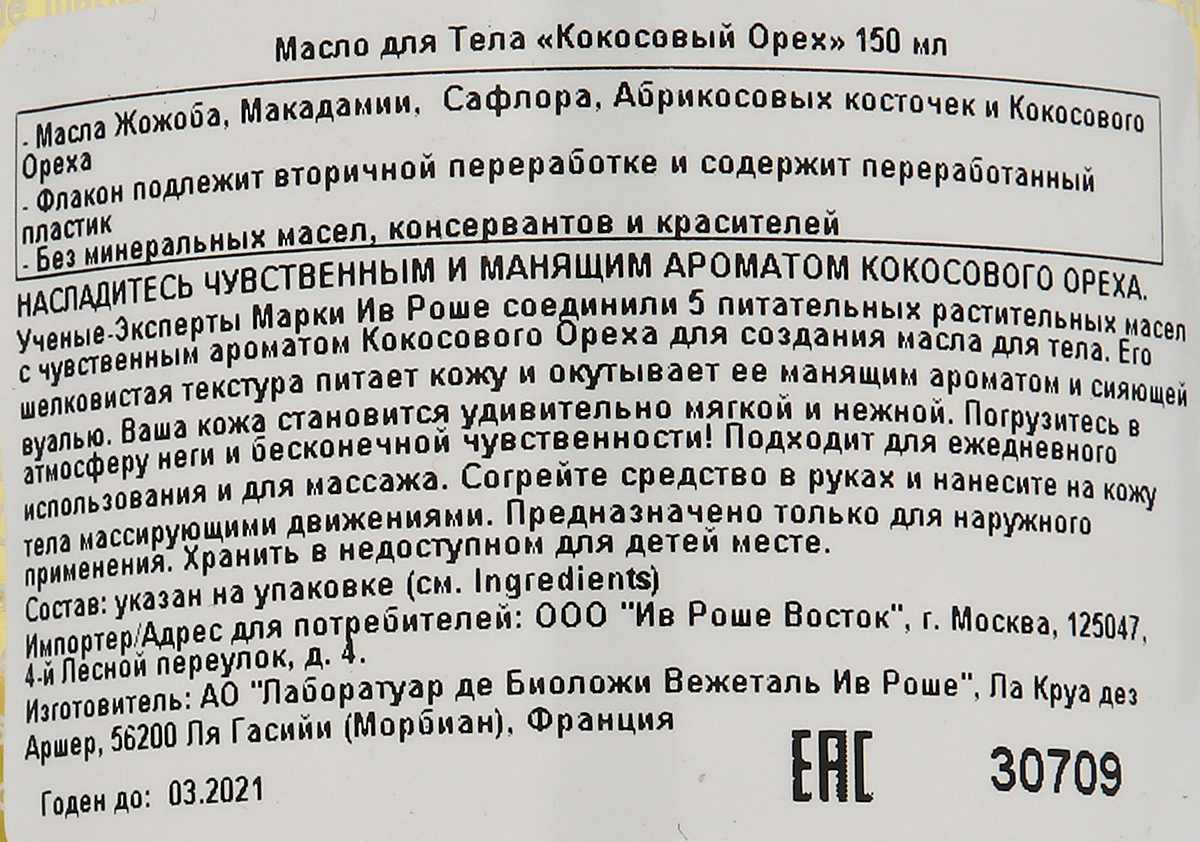 Масло для Тела «Кокосовый Орех» 150 мл
- Масла Жожоба, Макадамии, Сафлора, Абрикосовых косточек и Кокосового
Ореха
- Флакон подлежит вторичной переработке и содержит переработанный
пластик
- Без минеральных масел, консервантов и красителей
НАСЛАДИТЕСЬ ЧУВСТВЕННЫМ И МАНЯЩИМ АРОМАТОМ КОКОСОВОГО ОРЕХА.
Ученые-Эксперты Марки Ив Роше соединили 5 питательных растительных масел
с чувственным ароматом Кокосового Ореха для создания масла для тела. Его
шелковистая текстура питает кожу и окутывает ее манящим ароматом и сияющей
вуалью. Ваша кожа становится удивительно мягкой и нежной. Погрузитесь в
атмосферу неги и бесконечной чувственности! Подходит для ежедневного
использования и для массажа. Согрейте средство в руках и нанесите на кожу
тела массирующими движениями. Предназначено только для наружного
применения. Хранить в недоступном для детей месте.
Состав: указан на упаковке (см. Ingredients)
Импортер/Адрес для потребителей: ООО "Ив Роше Восток", г. Москва, 125047,
4-й Лесной переулок, д. 4.
Изготовитель: АО "Лаборатуар де Биоложи Вежеталь Ив Роше", Ла Круа дез
Аршер, 56200 Ля Гасийи (Морбиан), Франция
EAC 30709
Годен до: 03.2021